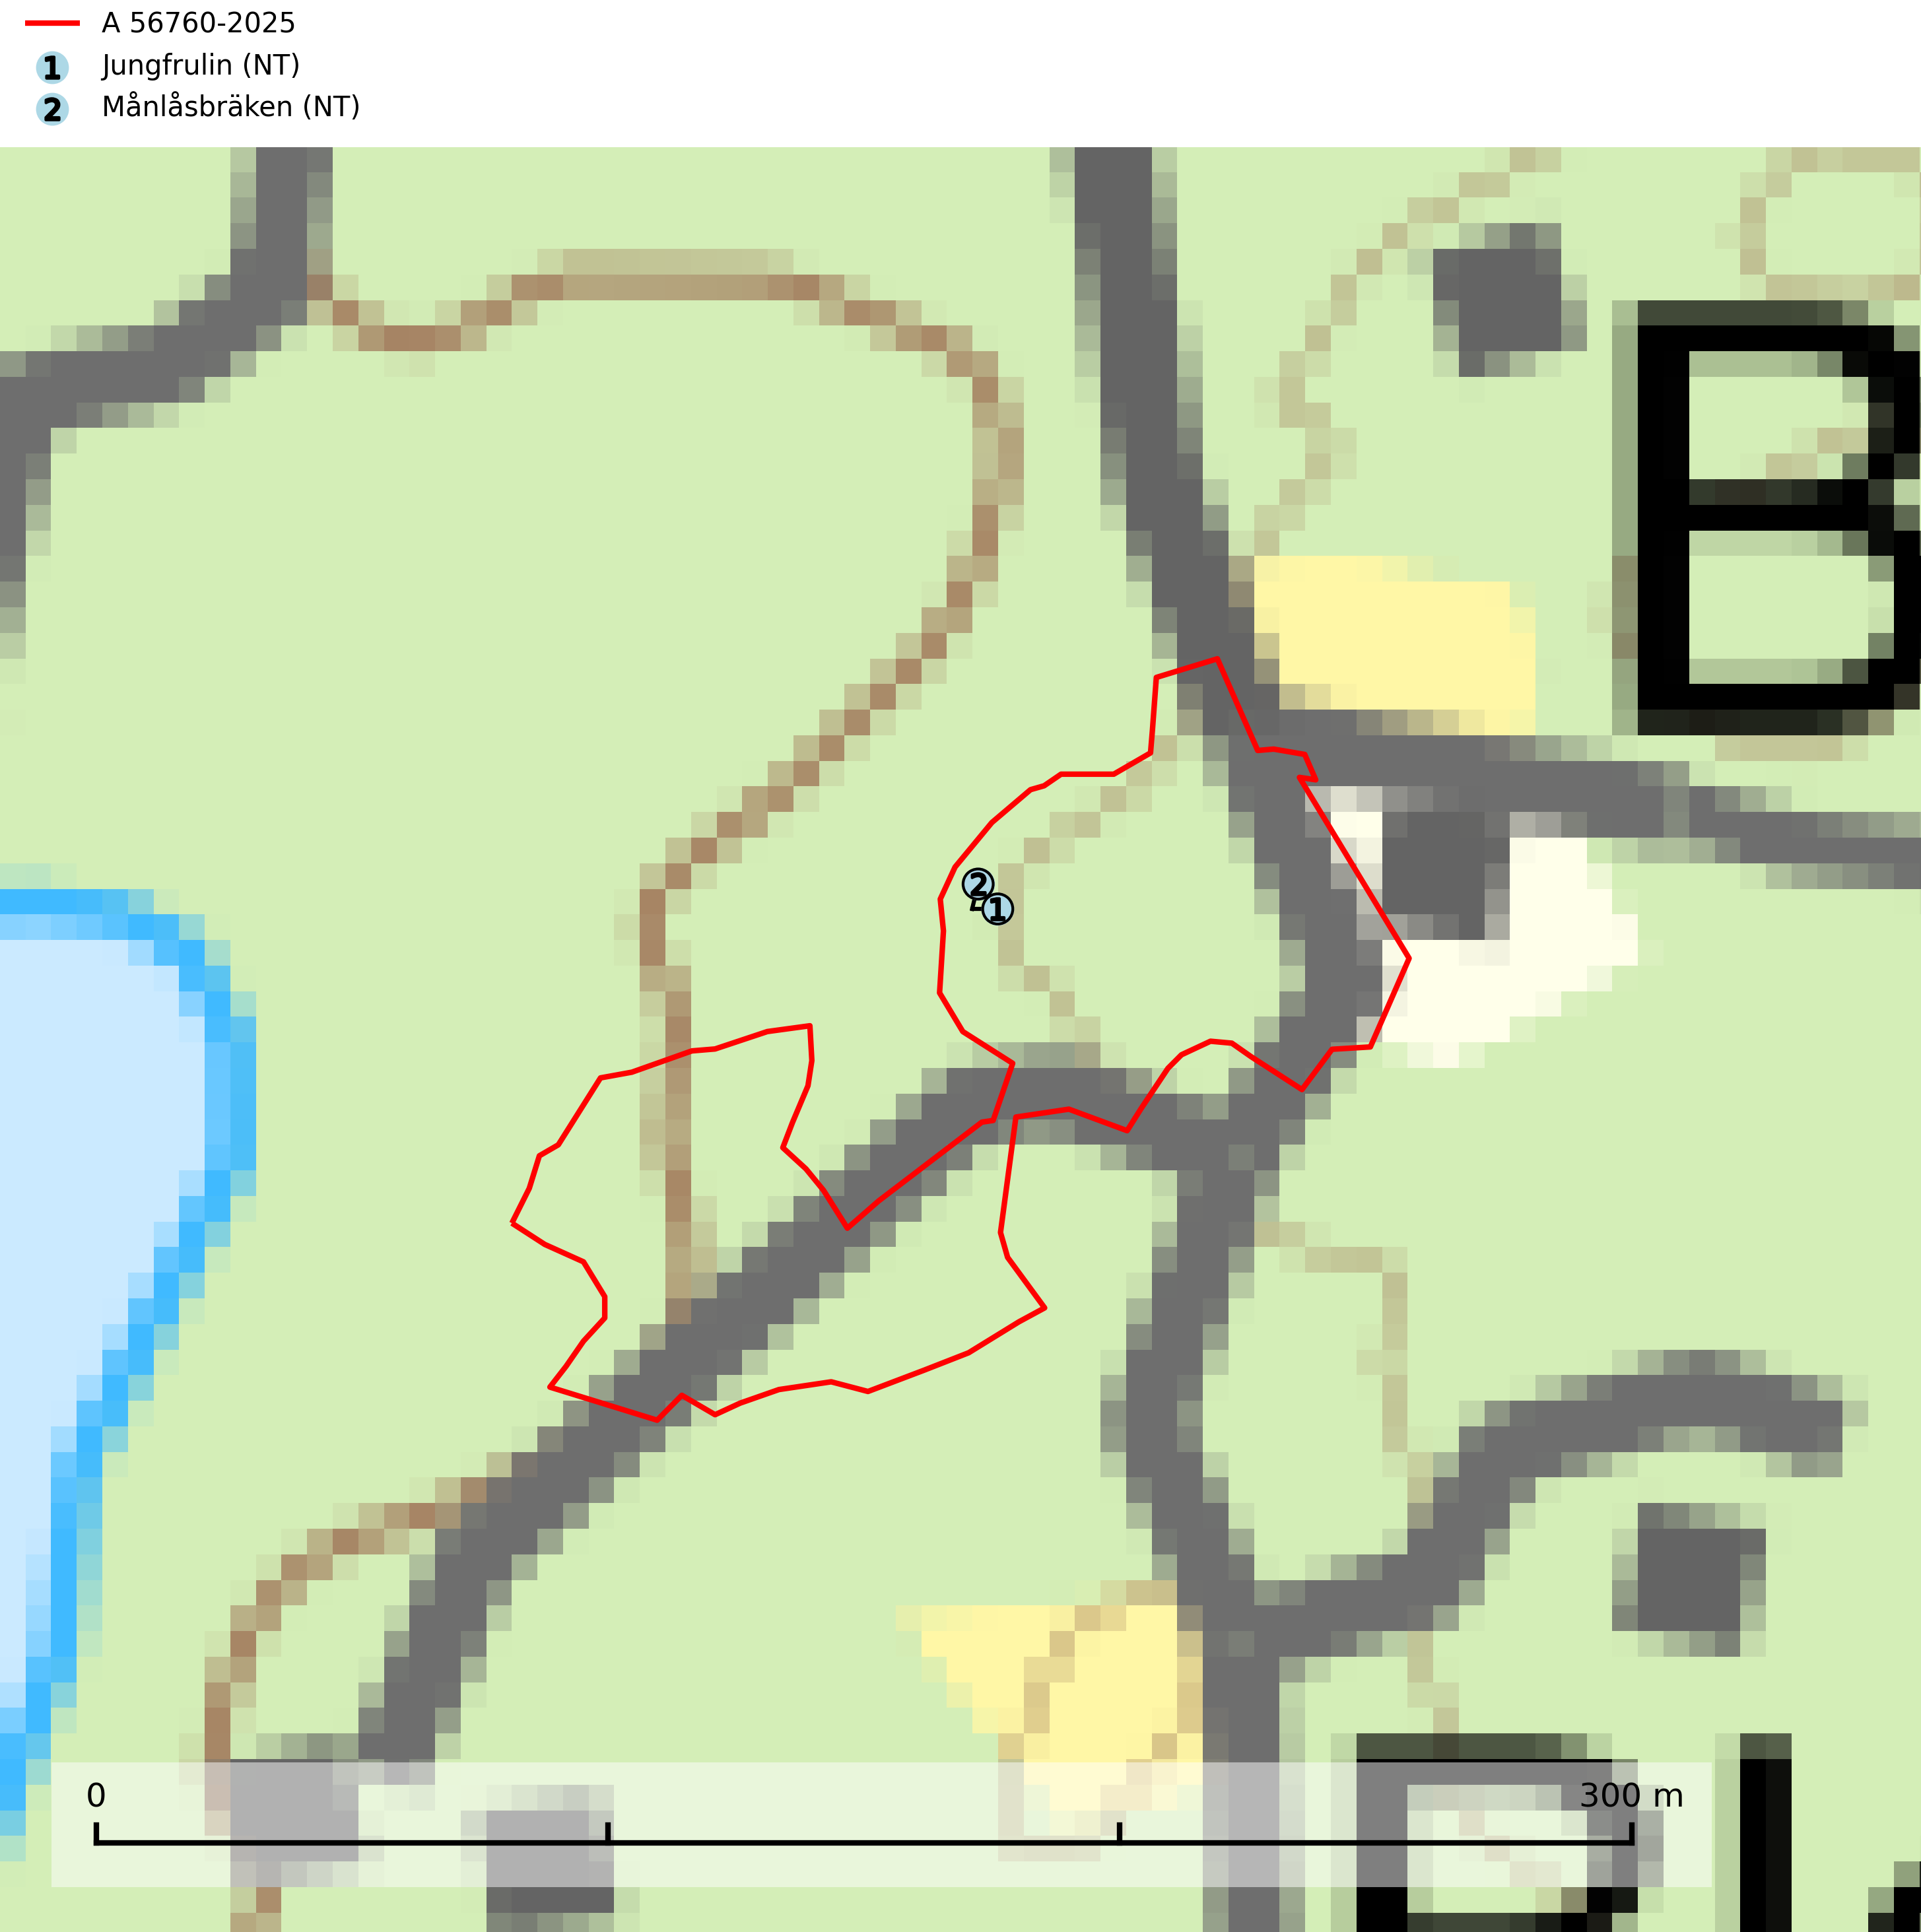 A 56760-2025
1 Jungfrulin (NT)
2 Månlåsbräken (NT)
B
2
1
0 300 m